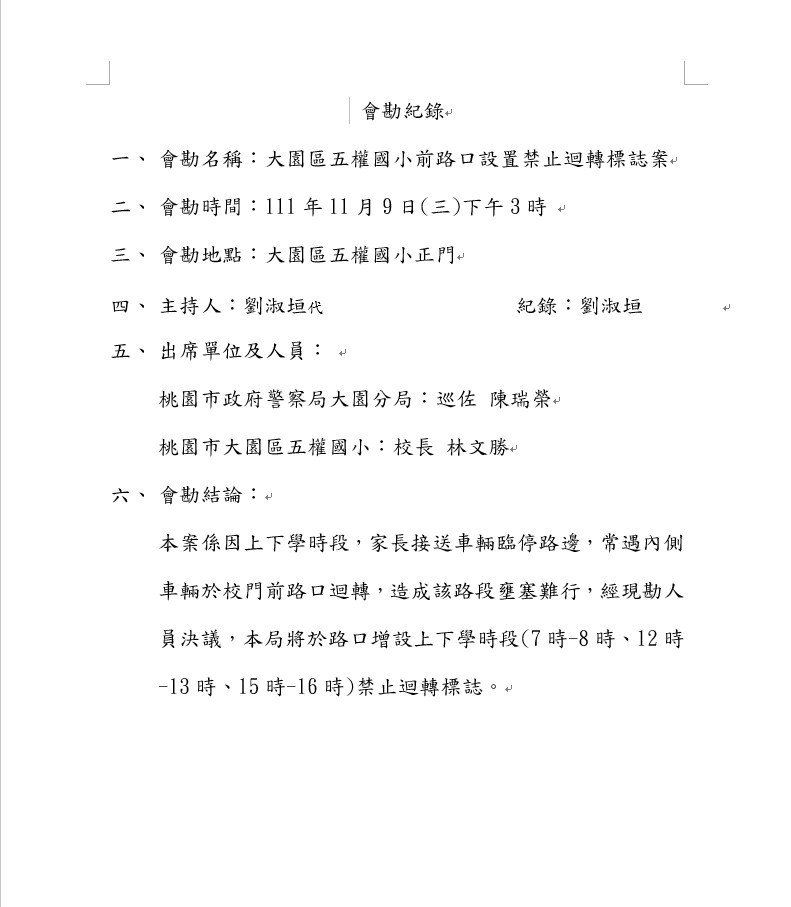 會勘紀錄
一、 會勘名稱：大園區五權國小前路口設置禁止迴轉標誌案
二、 會勘時間：111 年 11 月 9 日(三)下午 3 時
三、 會勘地點：大園區五權國小正門
四、 主持人：劉淑垣代 紀錄：劉淑垣
五、 出席單位及人員：
桃園市政府警察局大園分局：巡佐 陳瑞榮
桃園市大園區五權國小：校長 林文勝
六、 會勘結論：
本案係因上下學時段，家長接送車輛臨停路邊，常遇內側
車輛於校門前路口迴轉，造成該路段壅塞難行，經現勘人
員決議，本局將於路口增設上下學時段(7 時-8 時、12 時
-13 時、15 時-16 時)禁止迴轉標誌。